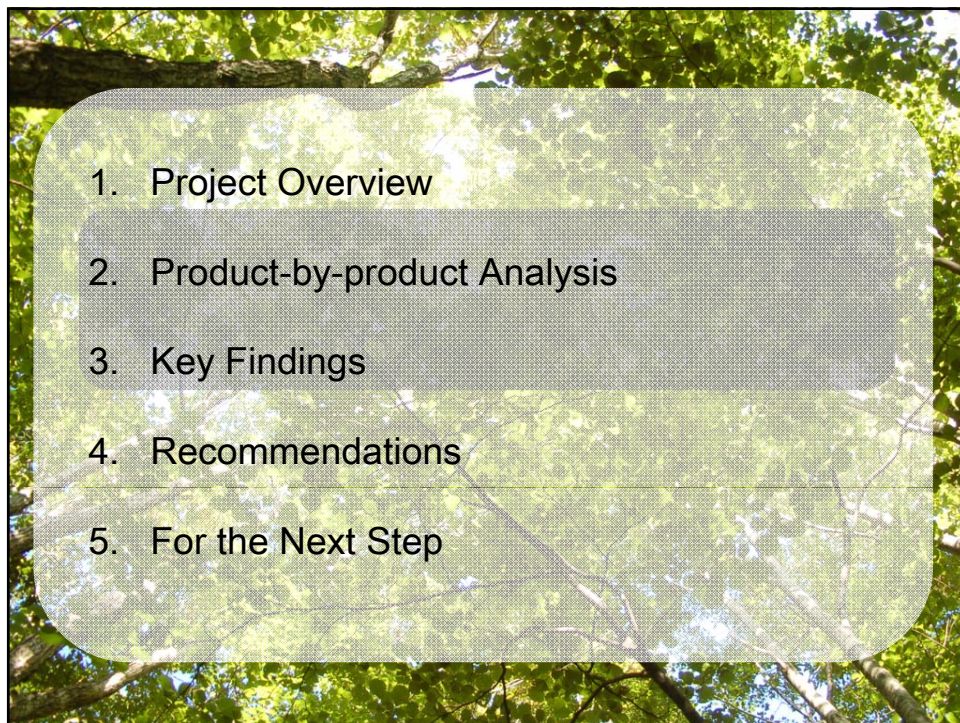 1. Project Overview
2. Product-by-product Analysis
3. Key Findings
4. Recommendations
5. For the Next Step